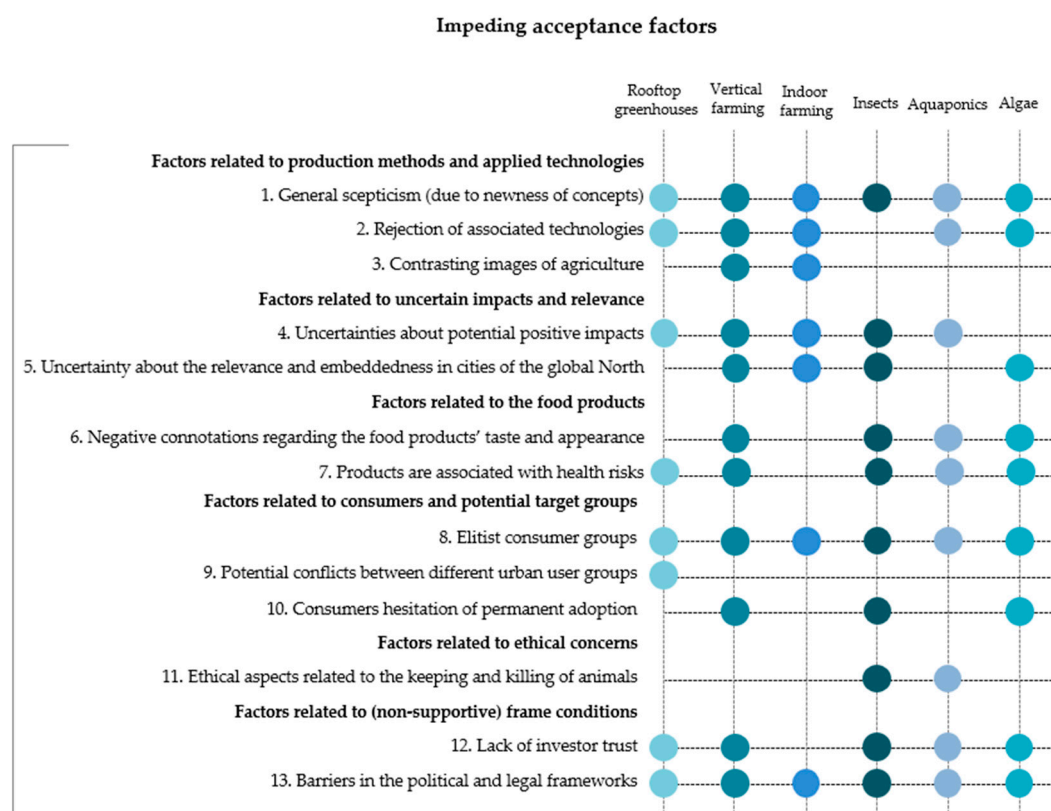 Impeding acceptance factors
Rooftop greenhouses
Vertical farming
Indoor farming
Insects
Aquaponics
Algae
Factors related to production methods and applied technologies
1. General scepticism (due to newness of concepts)
2. Rejection of associated technologies
3. Contrasting images of agriculture
Factors related to uncertain impacts and relevance
4. Uncertainties about potential positive impacts
5. Uncertainty about the relevance and embeddedness in cities of the global North
Factors related to the food products
6. Negative connotations regarding the food products’ taste and appearance
7. Products are associated with health risks
Factors related to consumers and potential target groups
8. Elitist consumer groups
9. Potential conflicts between different urban user groups
10. Consumers hesitation of permanent adoption
Factors related to ethical concerns
11. Ethical aspects related to the keeping and killing of animals
Factors related to (non-supportive) frame conditions
12. Lack of investor trust
13. Barriers in the political and legal frameworks